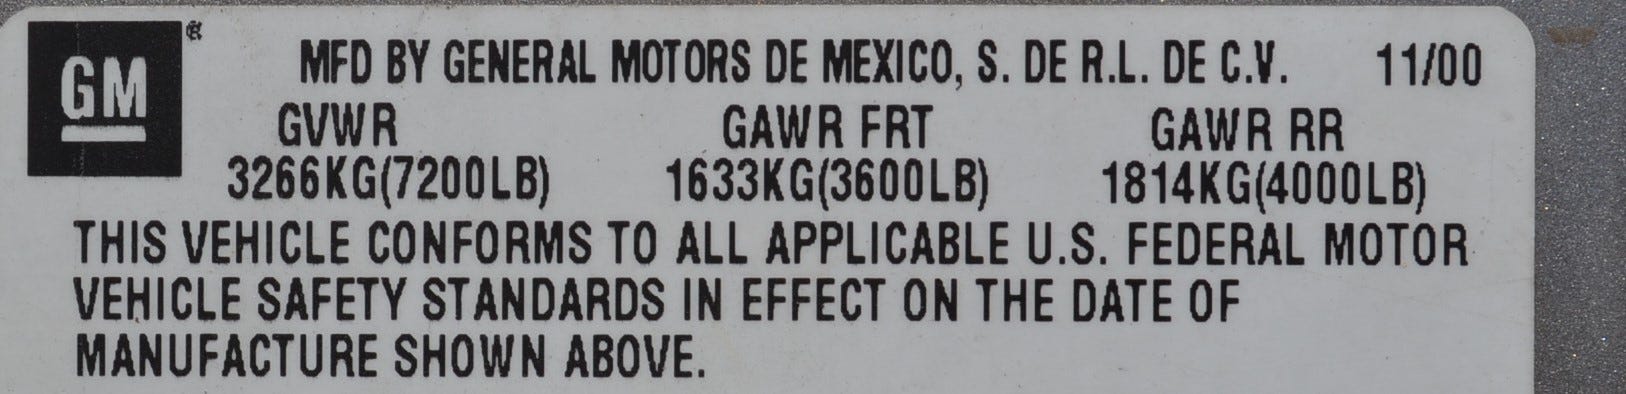 GM®
MFD BY GENERAL MOTORS DE MEXICO, S. DE R.L. DE C.V. 11/00
GVWR GAWR FRT GAWR RR
3266KG(7200LB) 1633KG(3600LB) 1814KG(4000LB)
THIS VEHICLE CONFORMS TO ALL APPLICABLE U.S. FEDERAL MOTOR
VEHICLE SAFETY STANDARDS IN EFFECT ON THE DATE OF
MANUFACTURE SHOWN ABOVE.